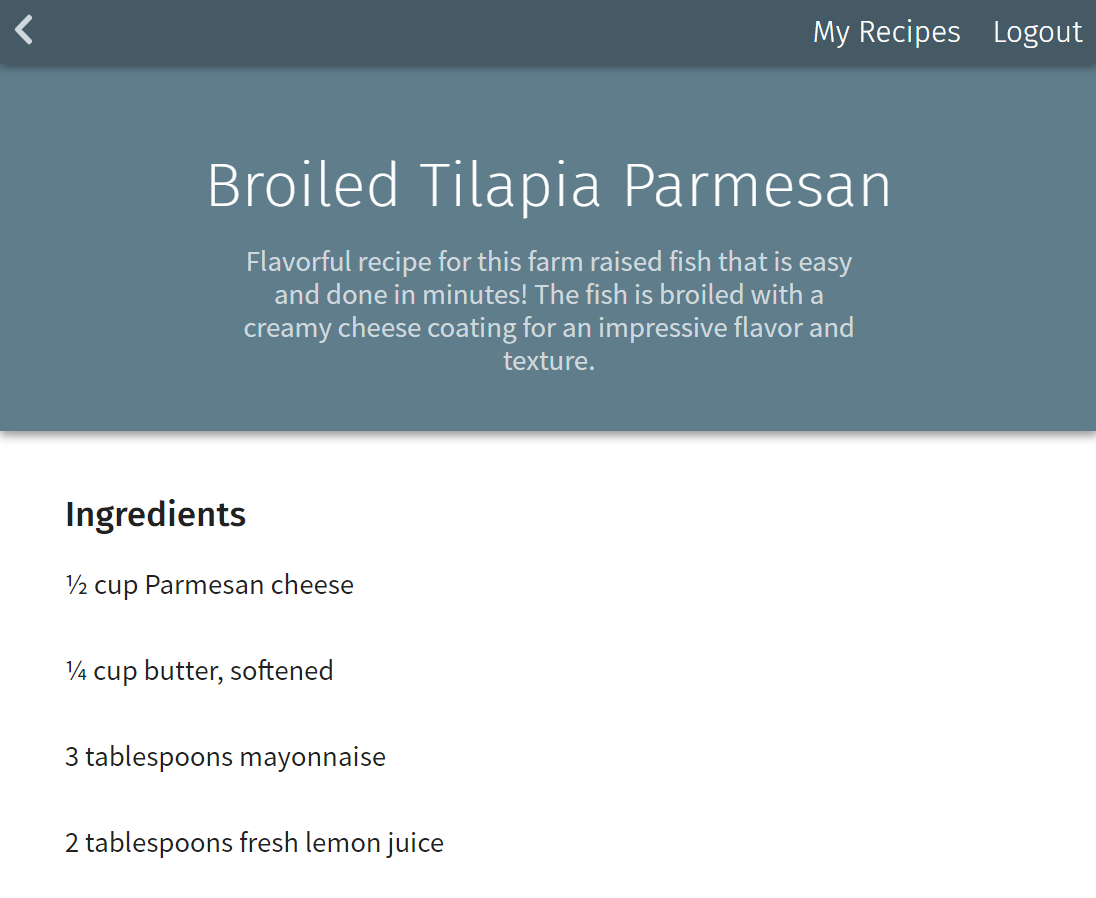 My Recipes Logout
Broiled Tilapia Parmesan
Flavorful recipe for this farm raised fish that is easy
and done in minutes! The fish is broiled with a
creamy cheese coating for an impressive flavor and
texture.
Ingredients
½ cup Parmesan cheese
¼ cup butter, softened
3 tablespoons mayonnaise
2 tablespoons fresh lemon juice